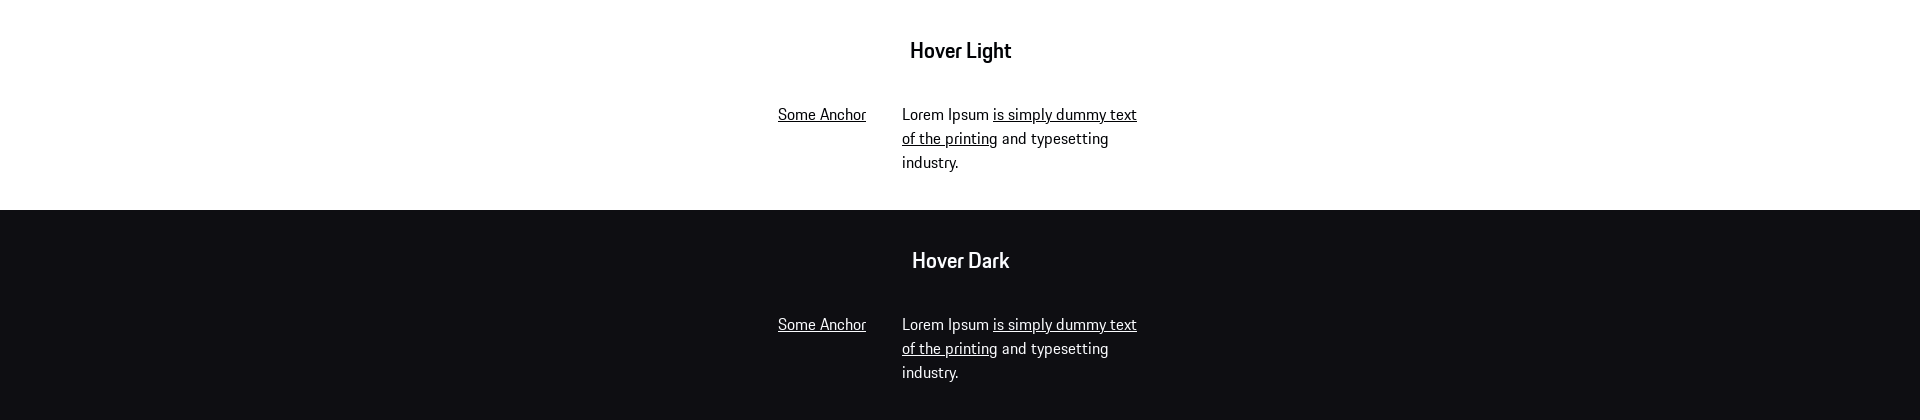 Hover Light
Some Anchor
Lorem Ipsum is simply dummy text
of the printing and typesetting
industry.
Hover Dark
Some Anchor
Lorem Ipsum is simply dummy text
of the printing and typesetting
industry.